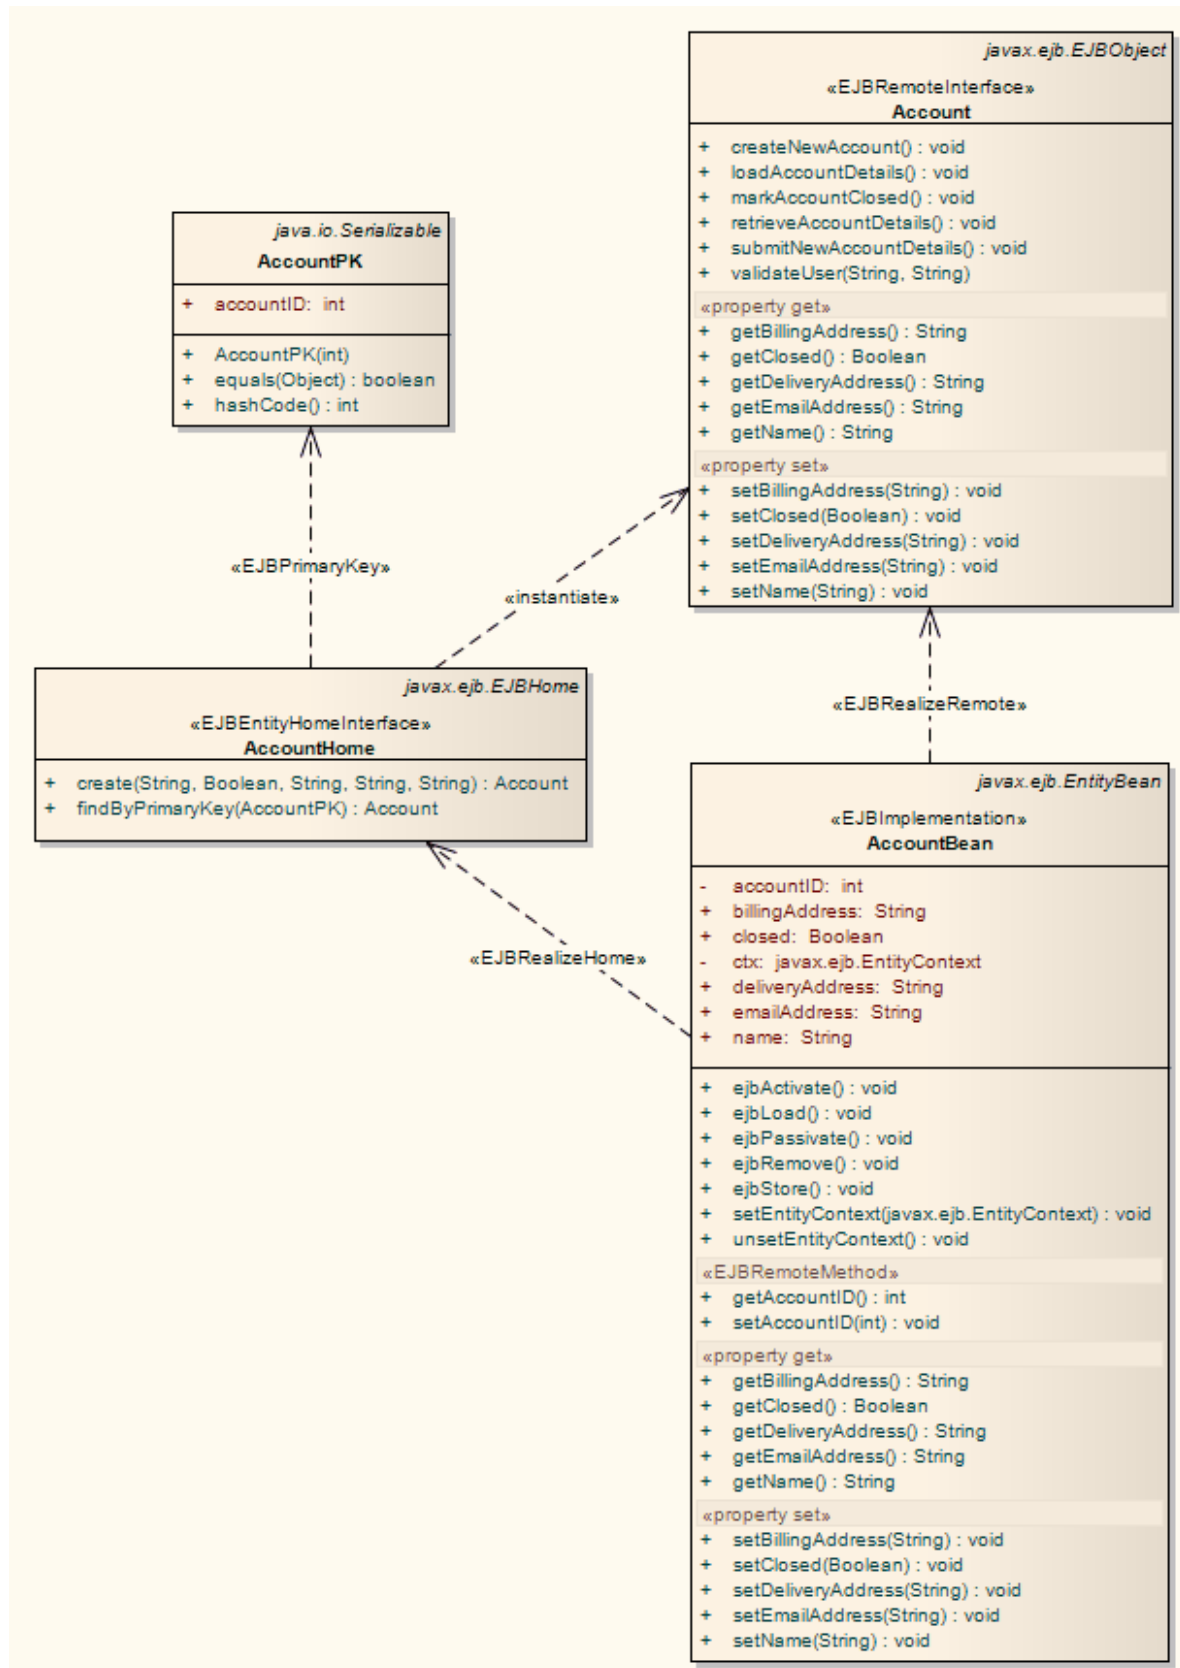 javax.ejb.EJBObject
«EJBRemoteInterface»
Account
+ createNewAccount() : void
+ loadAccountDetails() : void
+ markAccountClosed() : void
+ retrieveAccountDetails() : void
+ submitNewAccountDetails() : void
+ validateUser(String, String)
«property get»
+ getBillingAddress() : String
+ getClosed() : Boolean
+ getDeliveryAddress() : String
+ getEmailAddress() : String
+ getName() : String
«property set»
+ setBillingAddress(String) : void
+ setClosed(Boolean) : void
+ setDeliveryAddress(String) : void
+ setEmailAddress(String) : void
+ setName(String) : void
java.io.Serializable
AccountPK
+ accountID: int
+ AccountPK(int)
+ equals(Object) : boolean
+ hashCode() : int
«EJBPrimaryKey»
«instantiate»
javax.ejb.EJBHome
«EJBEntityHomeInterface»
AccountHome
+ create(String, Boolean, String, String, String) : Account
+ findByPrimaryKey(AccountPK) : Account
«EJBRealizeRemote»
«EJBRealizeHome»
javax.ejb.EntityBean
«EJBImplementation»
AccountBean
- accountID: int
+ billingAddress: String
+ closed: Boolean
- ctx: javax.ejb.EntityContext
+ deliveryAddress: String
+ emailAddress: String
+ name: String
+ ejbActivate() : void
+ ejbLoad() : void
+ ejbPassivate() : void
+ ejbRemove() : void
+ ejbStore() : void
+ setEntityContext(javax.ejb.EntityContext) : void
+ unsetEntityContext() : void
«EJBRemoteMethod»
+ getAccountID() : int
+ setAccountID(int) : void
«property get»
+ getBillingAddress() : String
+ getClosed() : Boolean
+ getDeliveryAddress() : String
+ getEmailAddress() : String
+ getName() : String
«property set»
+ setBillingAddress(String) : void
+ setClosed(Boolean) : void
+ setDeliveryAddress(String) : void
+ setEmailAddress(String) : void
+ setName(String) : void